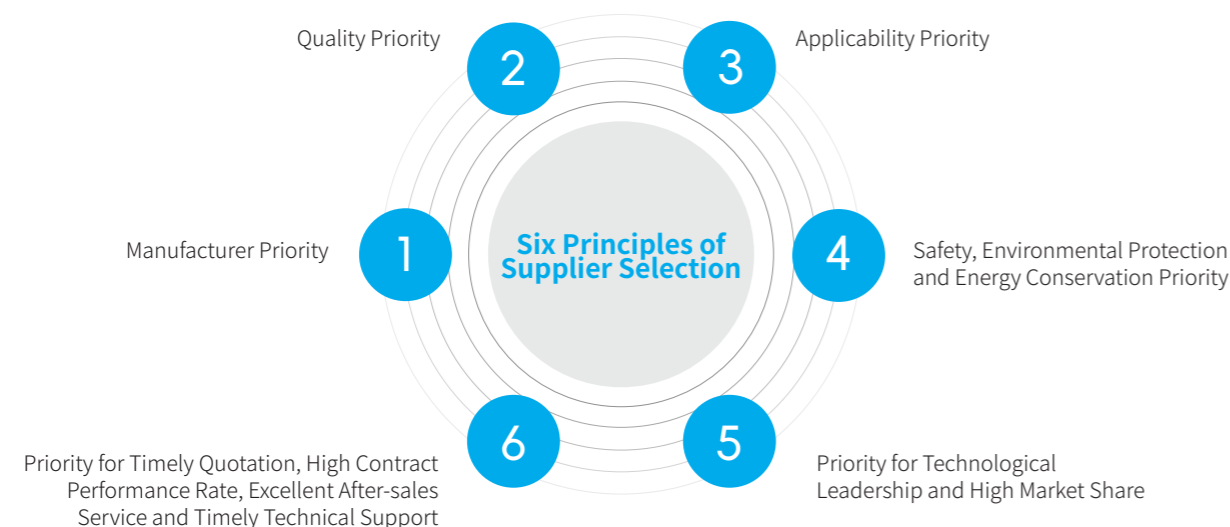 Quality Priority
2
3
Applicability Priority
Manufacturer Priority
1
Six Principles of
Supplier Selection
4
Safety, Environmental Protection
and Energy Conservation Priority
6
Priority for Timely Quotation, High Contract
Performance Rate, Excellent After-sales
Service and Timely Technical Support
5
Priority for Technological
Leadership and High Market Share